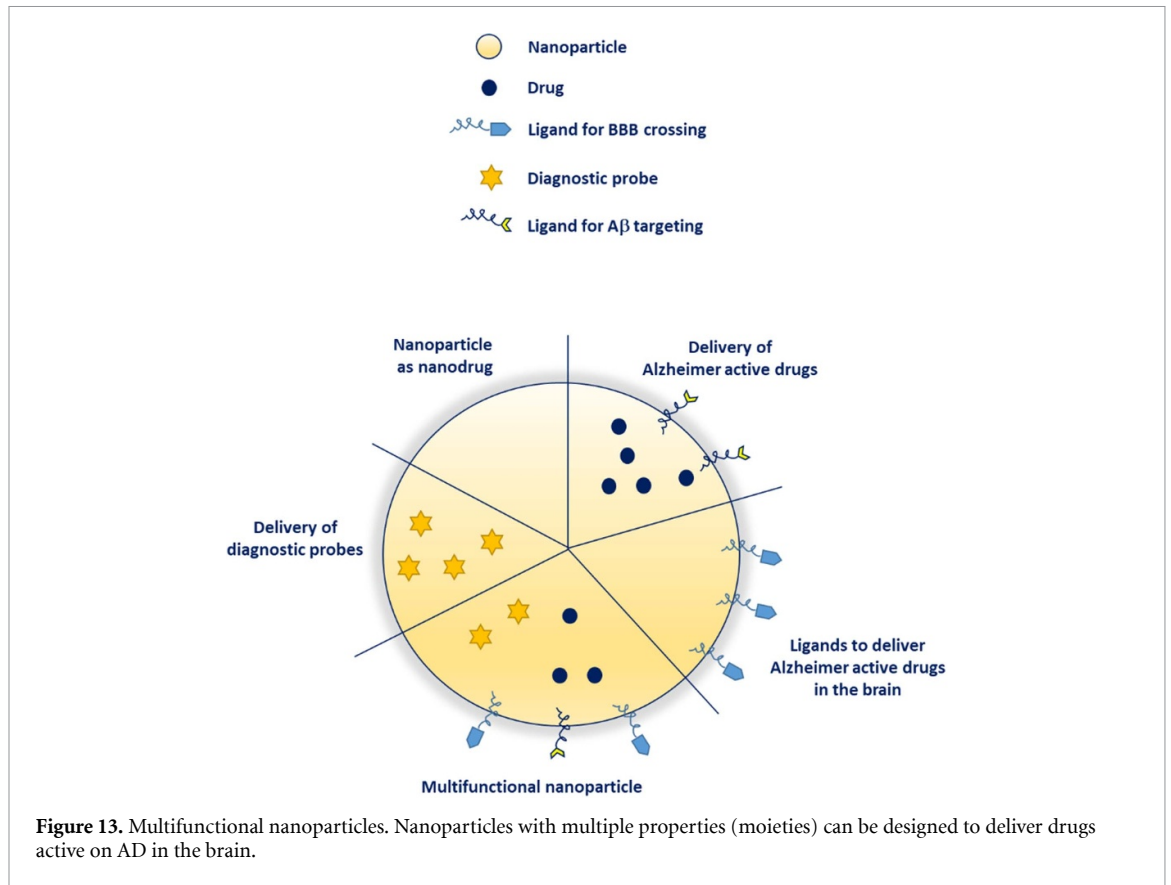 Nanoparticle
Drug
Ligand for BBB crossing
Diagnostic probe
Ligand for Aβ targeting
Nanoparticle
as nanodrug
Delivery of
Alzheimer active drugs
Delivery of
diagnostic probes
Ligands to deliver
Alzheimer active drugs
in the brain
Multifunctional nanoparticle
Figure 13. Multifunctional nanoparticles. Nanoparticles with multiple properties (moieties) can be designed to deliver drugs
active on AD in the brain.